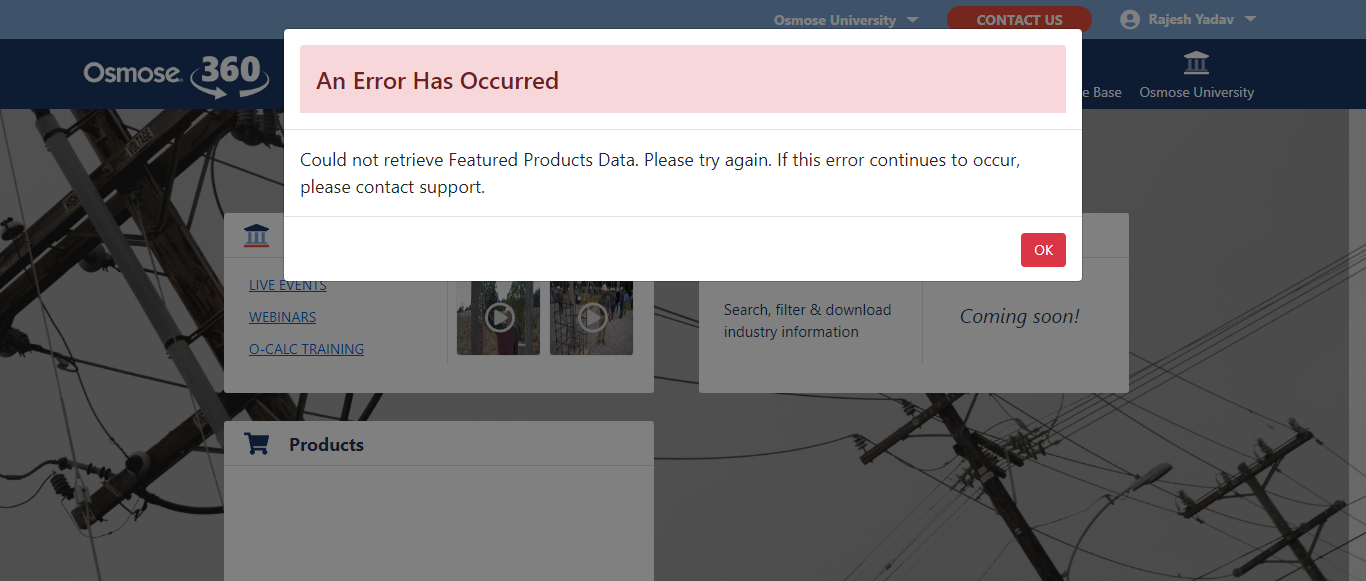 Osmose University
CONTACT US
Rajesh Yadav
Osmose 360
e Base
Osmose University
An Error Has Occurred
Could not retrieve Featured Products Data. Please try again. If this error continues to occur,
please contact support.
OK
LIVE EVENTS
WEBINARS
O-CALC TRAINING
Search, filter & download
industry information
Coming soon!
Products
VOLTAGE
HIGH